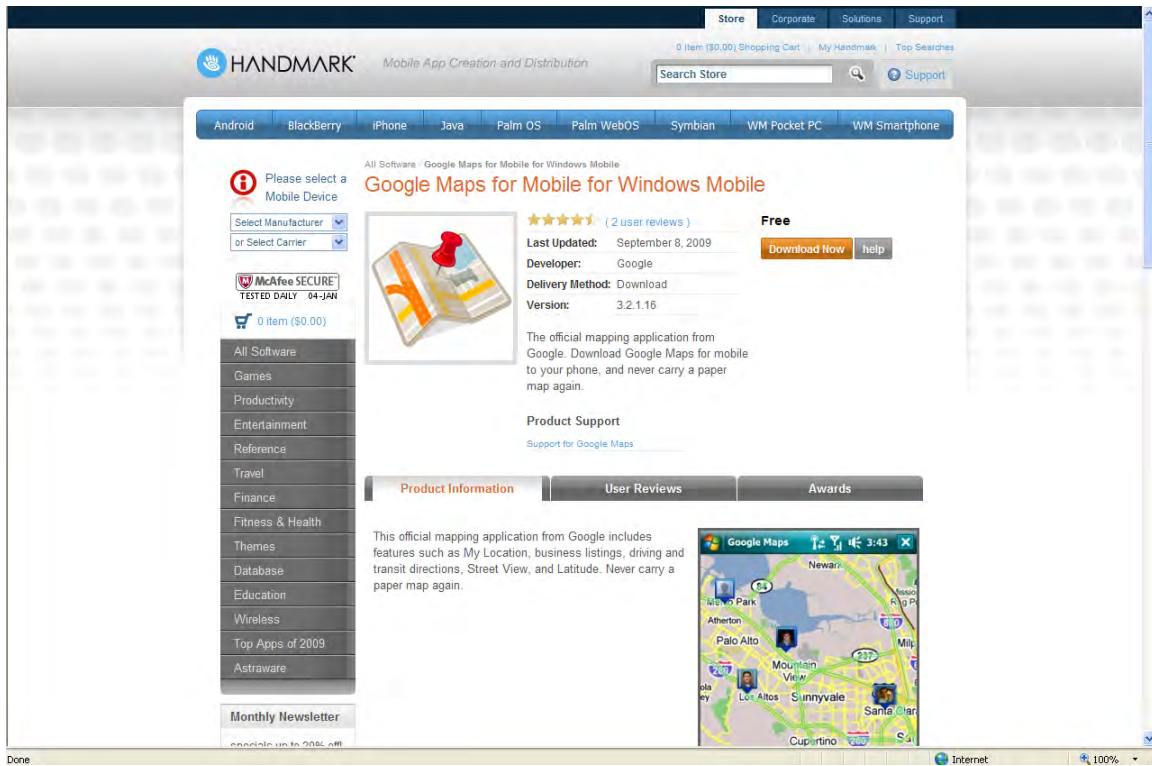 Store Corporate Solutions Support
0 item ($0.00) Shopping Cart | My Handmark | Top Searches
HANDMARK
Mobile App Creation and Distribution
Search Store
Support
Android BlackBerry iPhone Java Palm OS Palm WebOS Symbian WM Pocket PC WM Smartphone
Please select a
Mobile Device
Select Manufacturer
or Select Carrier
McAfee SECURE
TESTED DAILY 04-JAN
0 item ($0.00)
All Software
Games
Productivity
Entertainment
Reference
Travel
Finance
Fitness & Health
Themes
Database
Education
Wireless
Top Apps of 2009
Astraware
Monthly Newsletter
specials up to 20% off!
All Software / Google Maps for Mobile for Windows Mobile
Google Maps for Mobile for Windows Mobile
( 2 user reviews )
Last Updated: September 8, 2009
Developer: Google
Delivery Method: Download
Version: 3.2.1.16
Free
Download Now help
The official mapping application from
Google. Download Google Maps for mobile
to your phone, and never carry a paper
map again.
Product Support
Support for Google Maps
Product Information User Reviews Awards
This official mapping application from Google includes
features such as My Location, business listings, driving and
transit directions, Street View, and Latitude. Never carry a
paper map again.
Google Maps 3:43
Newark
84
Menlo Park
Atherton
Palo Alto
237
Mountain
View
Los Altos Sunnyvale
Santa Clar
Cupertino
Done Internet 100%